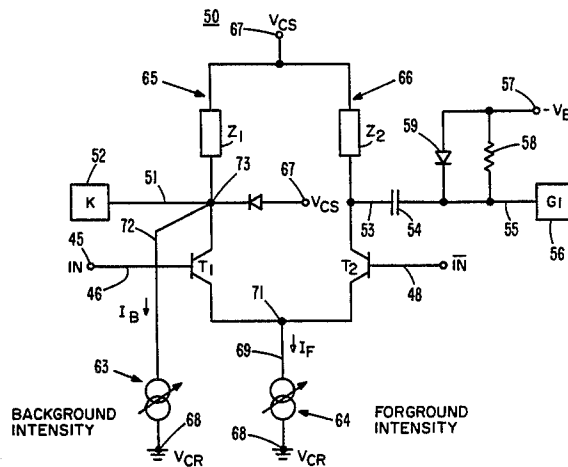 50
VCS
67
65
66
57
-VE
59
58
Z1
Z2
52
K
51
73
67
VCS
53
54
55
G1
56
72
45
IN
46
T1
T2
IN
48
71
IB
IF
69
63
64
BACKGROUND
INTENSITY
68
VCR
68
VCR
FORGROUND
INTENSITY